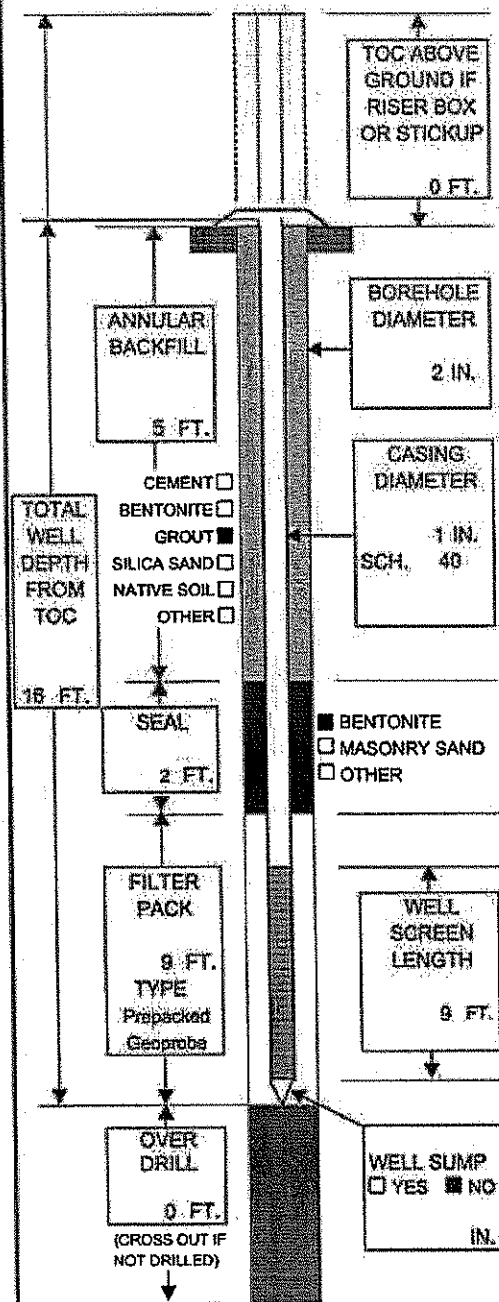 TOC ABOVE
GROUND IF
RISER BOX
OR STICKUP
0 FT.
ANNULAR
BACKFILL
5 FT.
BOREHOLE
DIAMETER
2 IN.
CEMENT ☐
BENTONITE ☐
GROUT ■
SILICA SAND ☐
NATIVE SOIL ☐
OTHER ☐
CASING
DIAMETER
1 IN.
SCH. 40
TOTAL
WELL
DEPTH
FROM
TOC
16 FT.
SEAL
2 FT.
■ BENTONITE
☐ MASONRY SAND
☐ OTHER
FILTER
PACK
9 FT.
TYPE
Prepacked
Geoprobe
WELL
SCREEN
LENGTH
9 FT.
OVER
DRILL
0 FT.
(CROSS OUT IF
NOT DRILLED)
WELL SUMP
☐ YES ■ NO
IN.